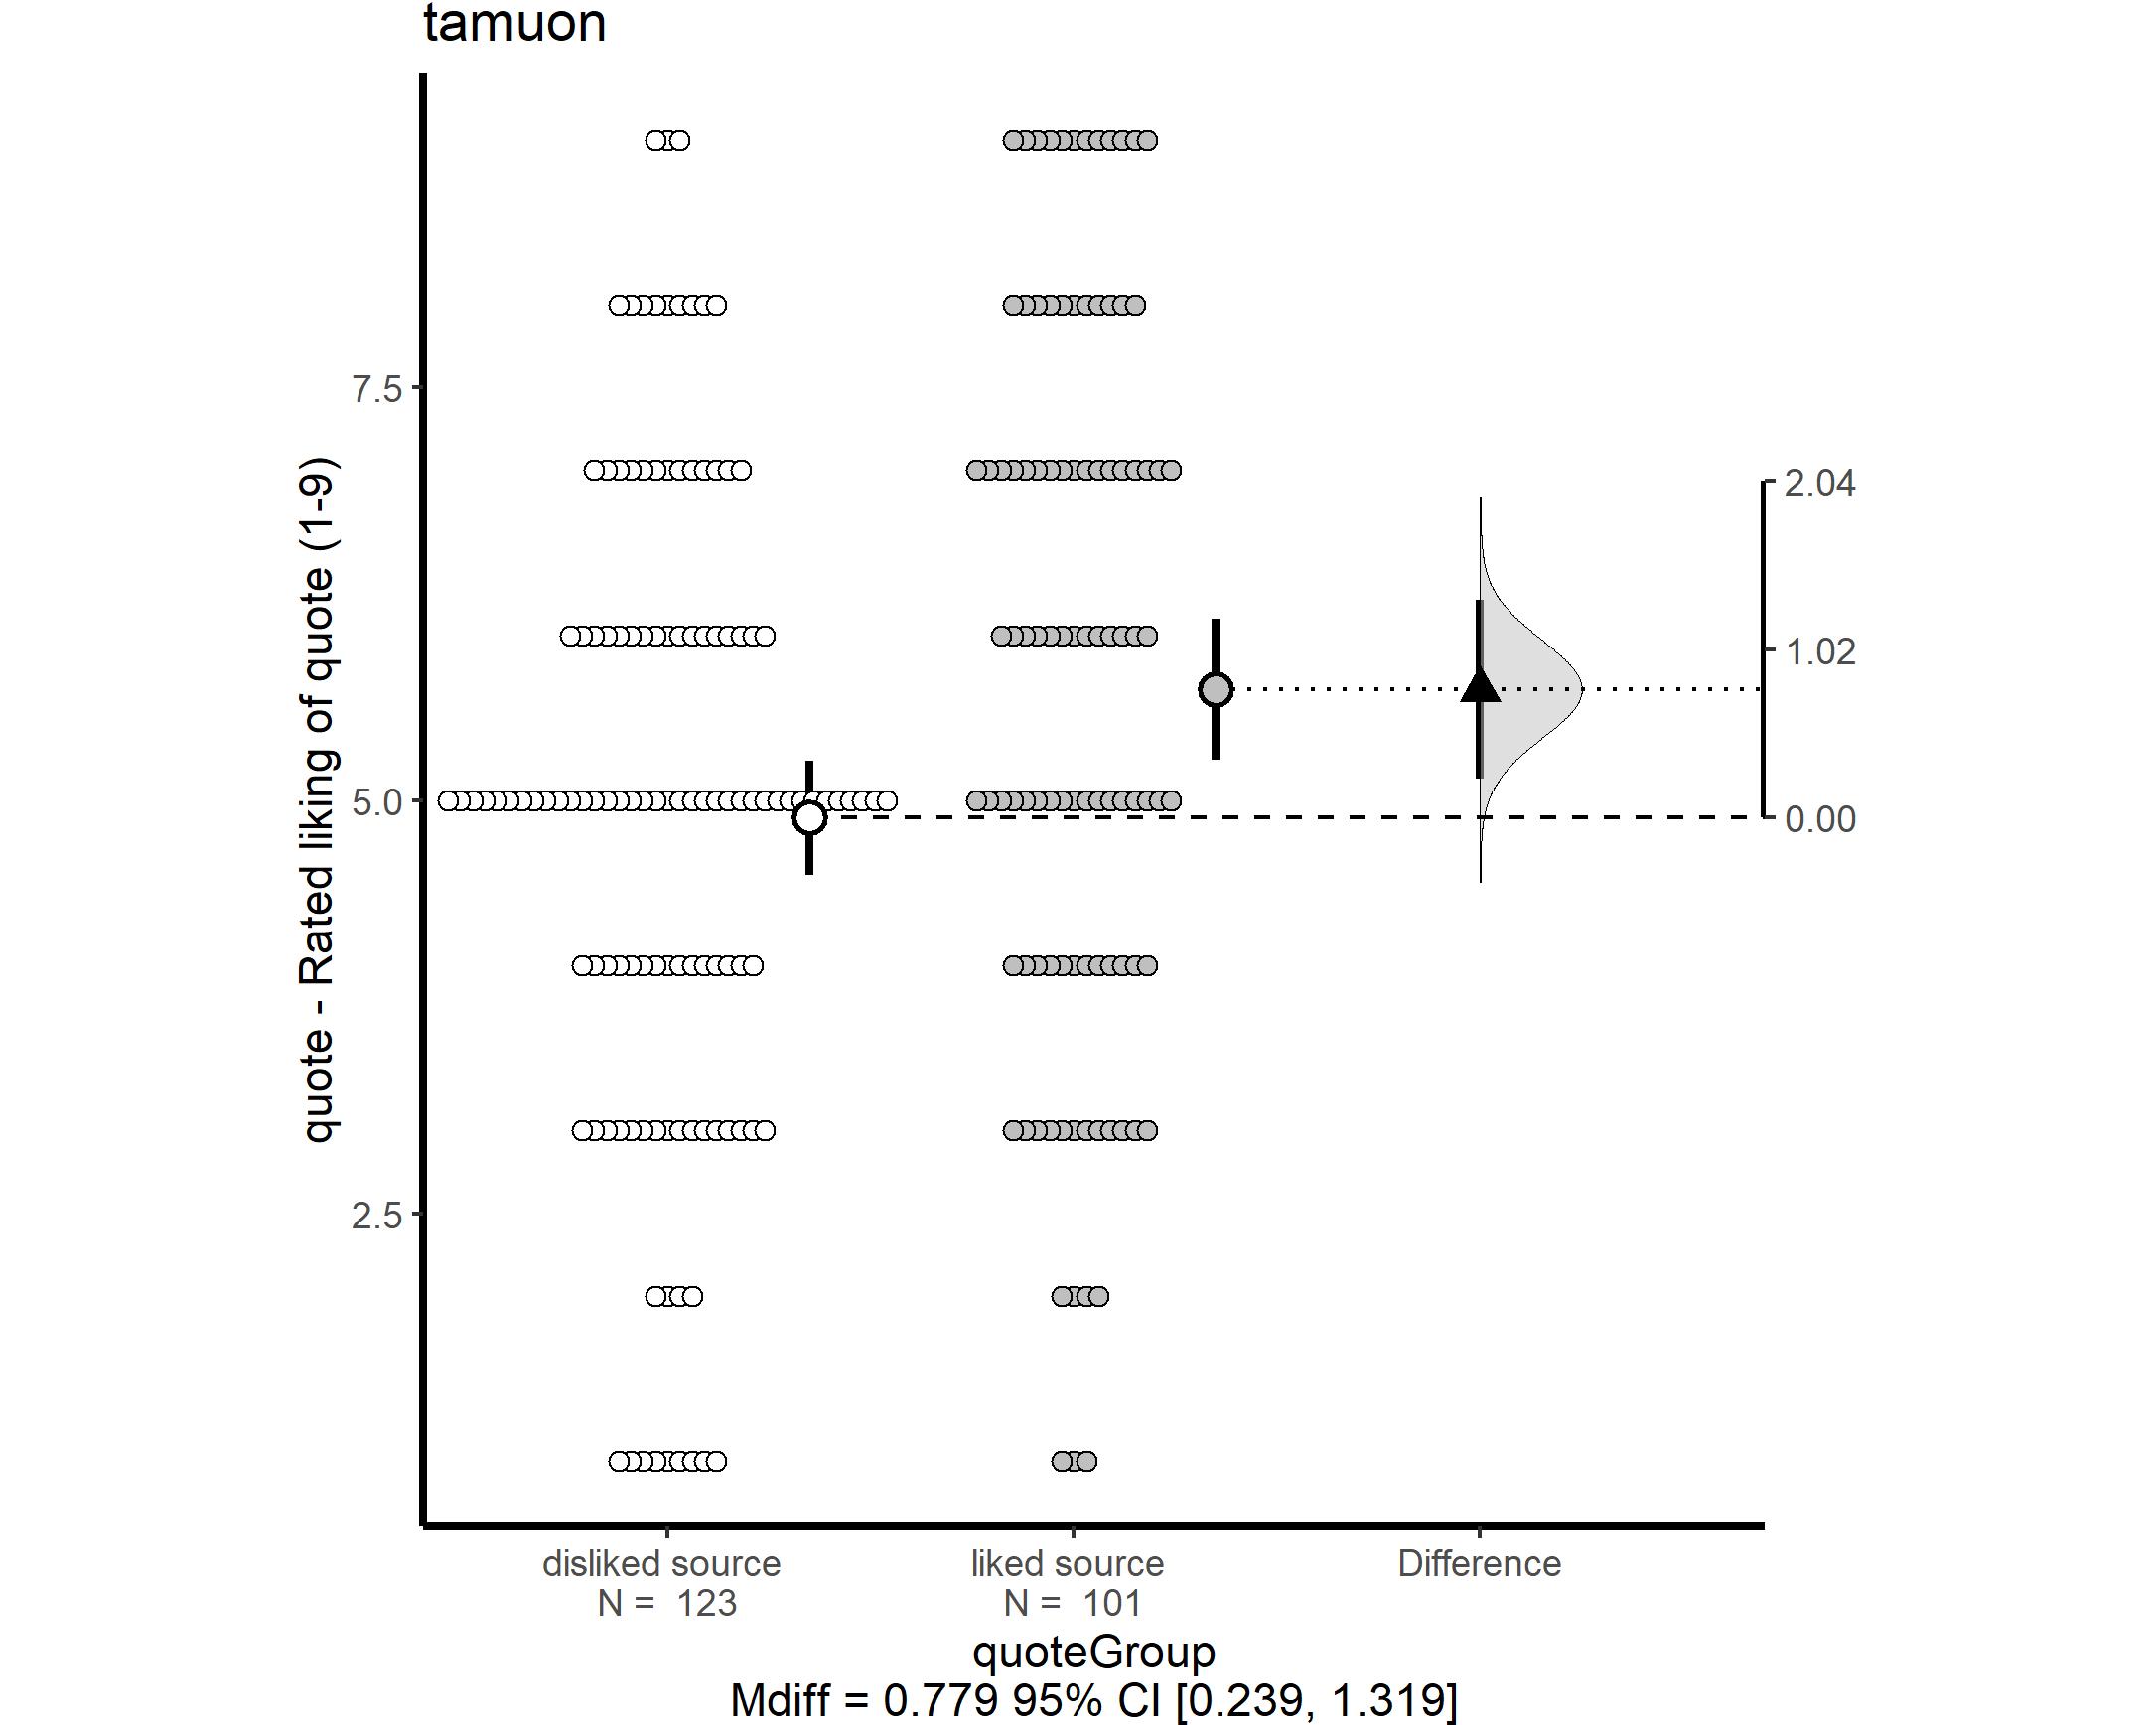 tamuon
quote - Rated liking of quote (1-9)
7.5
5.0
2.5
2.04
1.02
0.00
disliked source
N =  123
liked source
N =  101
Difference
quoteGroup
Mdiff = 0.779 95% CI [0.239, 1.319]